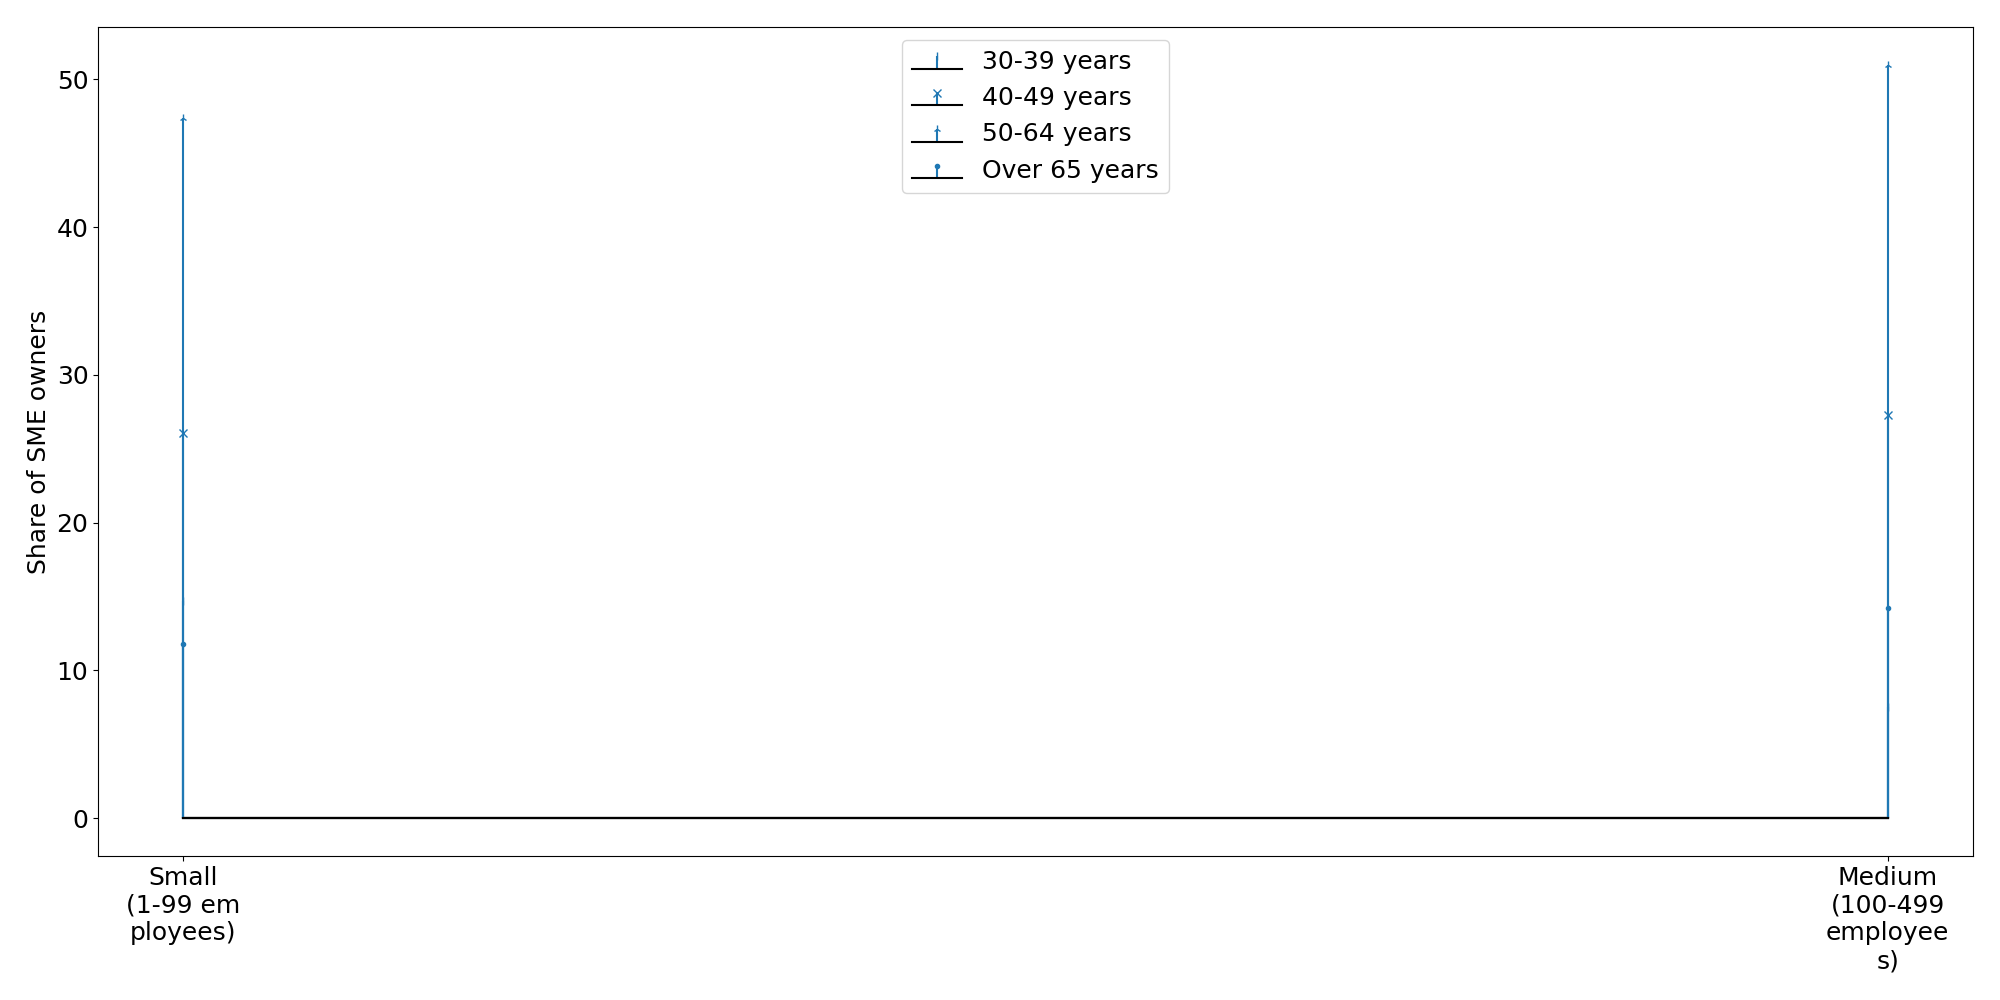 30-39 years
40-49 years
50-64 years
Over 65 years
Share of SME owners
50
40
30
20
10
0
Small
(1-99 em
ployees)
Medium
(100-499
employee
s)